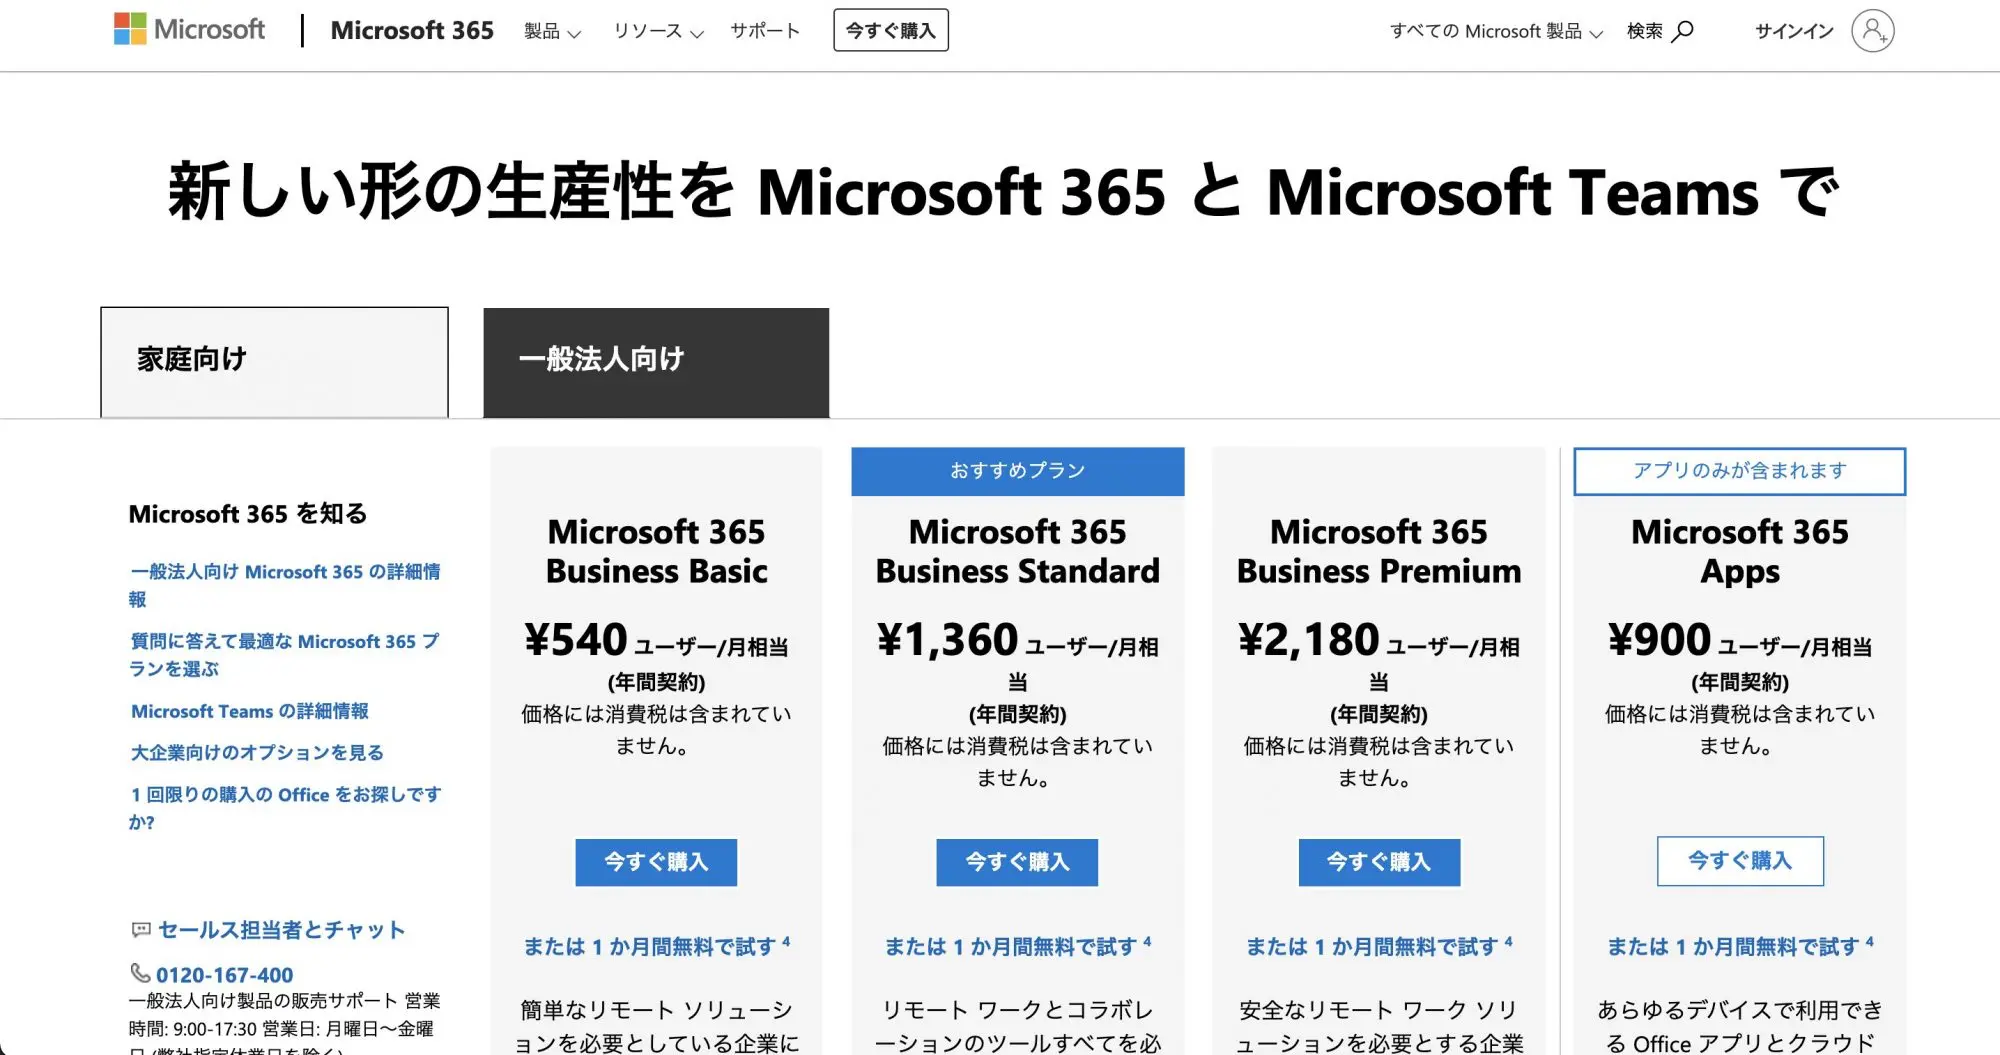 Microsoft
Microsoft 365
製品
リソース
サポート
今すぐ購入
すべての Microsoft 製品
検索
サインイン
新しい形の生産性を Microsoft 365 と Microsoft Teams で
家庭向け
一般法人向け
Microsoft 365 を知る
一般法人向け Microsoft 365 の詳細情
報
質問に答えて最適な Microsoft 365 プ
ランを選ぶ
Microsoft Teams の詳細情報
大企業向けのオプションを見る
1 回限りの購入の Office をお探しです
か?
セールス担当者とチャット
0120-167-400
一般法人向け製品の販売サポート 営業
時間: 9:00-17:30 営業日: 月曜日～金曜
日 (弊社指定休業日を除く)
Microsoft 365
Business Basic
¥540 ユーザー/月相当
(年間契約)
価格には消費税は含まれてい
ません。
今すぐ購入
または 1 か月間無料で試す 4
簡単なリモート ソリューシ
ョンを必要としている企業に
おすすめプラン
Microsoft 365
Business Standard
¥1,360 ユーザー/月相
当
(年間契約)
価格には消費税は含まれてい
ません。
今すぐ購入
または 1 か月間無料で試す 4
リモート ワークとコラボレ
ーションのツールすべてを必
Microsoft 365
Business Premium
¥2,180 ユーザー/月相
当
(年間契約)
価格には消費税は含まれてい
ません。
今すぐ購入
または 1 か月間無料で試す 4
安全なリモート ワーク ソリ
ューションを必要とする企業
アプリのみが含まれます
Microsoft 365
Apps
¥900 ユーザー/月相当
(年間契約)
価格には消費税は含まれてい
ません。
今すぐ購入
または 1 か月間無料で試す 4
あらゆるデバイスで利用でき
る Office アプリとクラウド